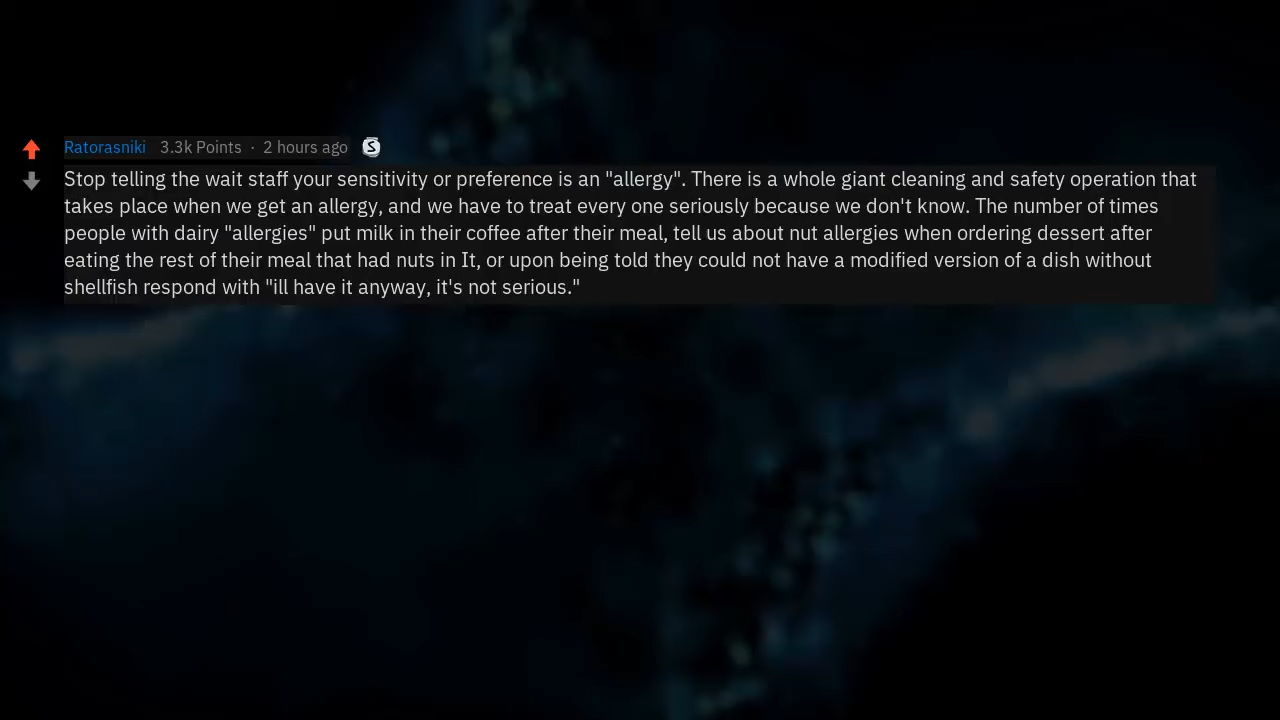 Ratorasniki 3.3k Points · 2 hours ago
Stop telling the wait staff your sensitivity or preference is an "allergy". There is a whole giant cleaning and safety operation that
takes place when we get an allergy, and we have to treat every one seriously because we don't know. The number of times
people with dairy "allergies" put milk in their coffee after their meal, tell us about nut allergies when ordering dessert after
eating the rest of their meal that had nuts in It, or upon being told they could not have a modified version of a dish without
shellfish respond with "ill have it anyway, it's not serious."